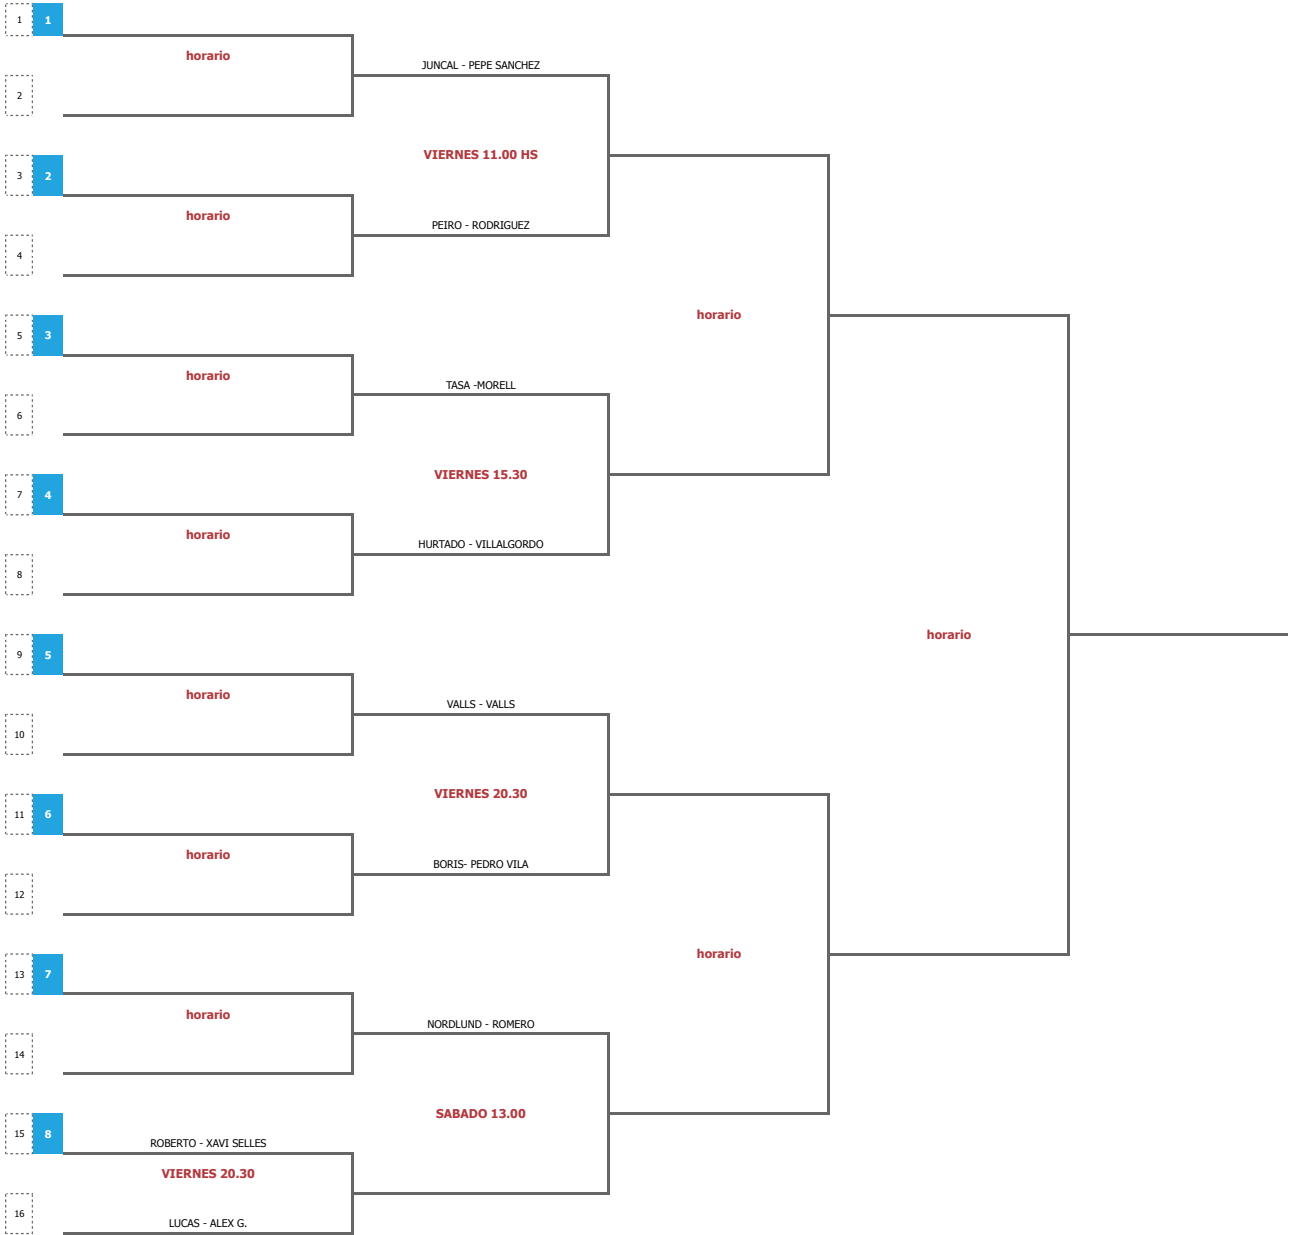 1 1
horario
JUNCAL - PEPE SANCHEZ
2
VIERNES 11.00 HS
3 2
horario
PEIRO - RODRIGUEZ
4
horario
5 3
horario
TASA -MORELL
6
VIERNES 15.30
7 4
horario
HURTADO - VILLALGORDO
8
horario
9 5
horario
VALLS - VALLS
10
VIERNES 20.30
11 6
horario
BORIS- PEDRO VILA
12
horario
13 7
horario
NORDLUND - ROMERO
14
SABADO 13.00
15 8
ROBERTO - XAVI SELLES
VIERNES 20.30
16
LUCAS - ALEX G.